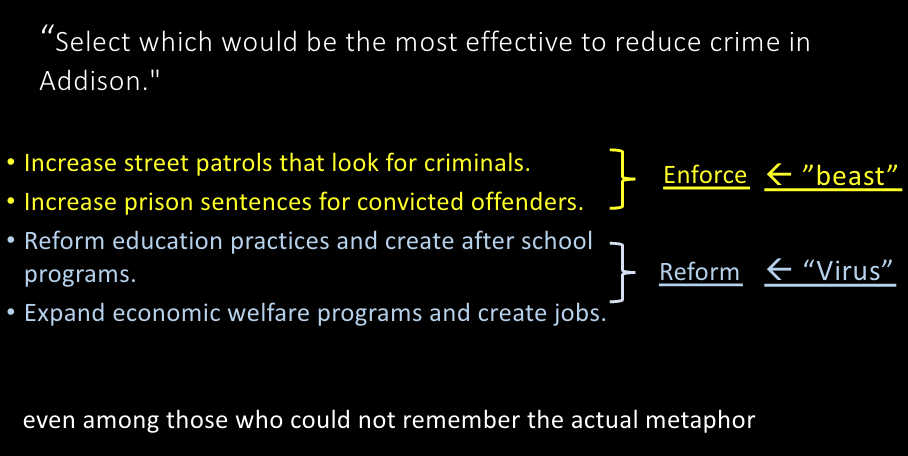 “Select which would be the most effective to reduce crime in
Addison."
• Increase street patrols that look for criminals.
• Increase prison sentences for convicted offenders.
Enforce ← ”beast”
• Reform education practices and create after school
programs.
• Expand economic welfare programs and create jobs.
Reform ← “Virus”
even among those who could not remember the actual metaphor